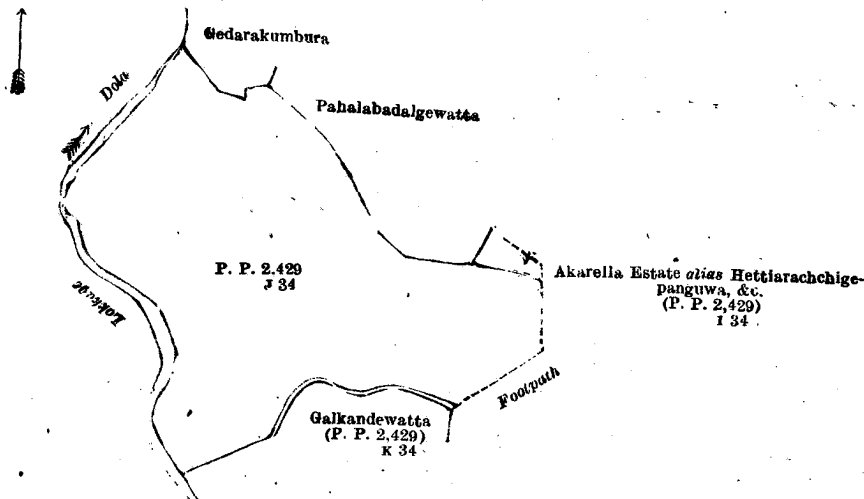 Gedarakumbura
Dola
Pahalabadalgewatta
P. P. 2,429
J 34
Akarella Estate alias Hettiarachchige-
panguwa, &c.
(P. P. 2,429)
I 34
Lokkuge
Footpath
Galkandewatta
(P. P. 2,429)
K 34